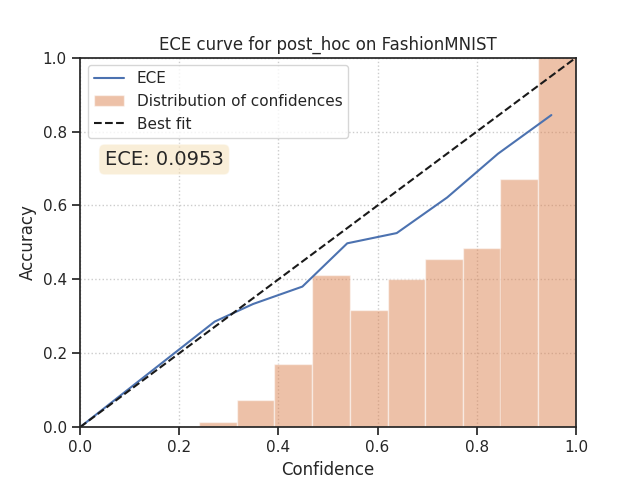 ECE curve for post_hoc on FashionMNIST
1.0
ECE
Distribution of confidences
Best fit
0.8
ECE: 0.0953
0.6
Accuracy
0.4
0.2
0.0
0.0 0.2 0.4 0.6 0.8 1.0
Confidence